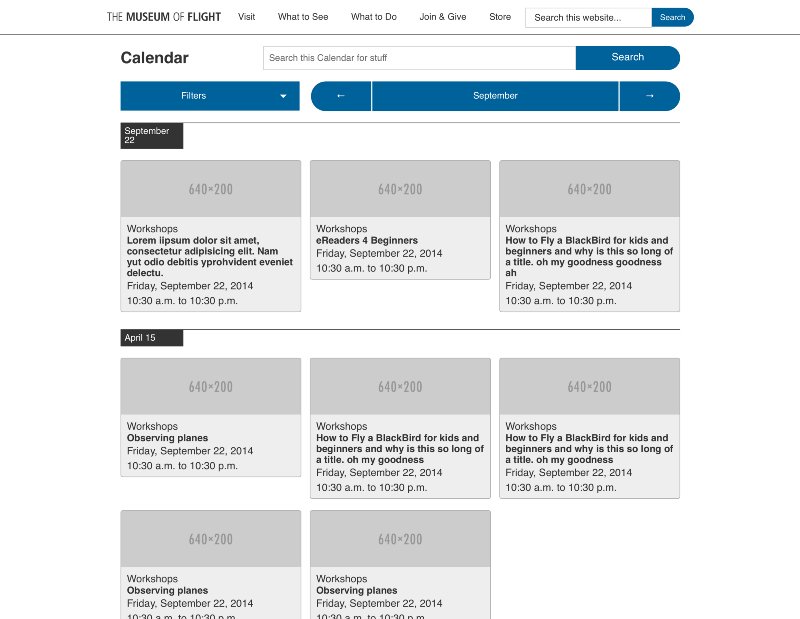 THE MUSEUM OF FLIGHT Visit What to See What to Do Join & Give Store Search this website... Search
Calendar Search this Calendar for stuff Search
Filters ← September →
September
22
640×200 640×200 640×200
Workshops
Lorem iipsum dolor sit amet,
consectetur adipisicing elit. Nam
yut odio debitis yprohvident eveniet
delectu.
Friday, September 22, 2014
10:30 a.m. to 10:30 p.m.
Workshops
eReaders 4 Beginners
Friday, September 22, 2014
10:30 a.m. to 10:30 p.m.
Workshops
How to Fly a BlackBird for kids and
beginners and why is this so long of
a title. oh my goodness goodness
ah
Friday, September 22, 2014
10:30 a.m. to 10:30 p.m.
April 15
640×200 640×200 640×200
Workshops
Observing planes
Friday, September 22, 2014
10:30 a.m. to 10:30 p.m.
Workshops
How to Fly a BlackBird for kids and
beginners and why is this so long of
a title. oh my goodness
Friday, September 22, 2014
10:30 a.m. to 10:30 p.m.
Workshops
How to Fly a BlackBird for kids and
beginners and why is this so long of
a title. oh my goodness
Friday, September 22, 2014
10:30 a.m. to 10:30 p.m.
640×200 640×200
Workshops
Observing planes
Friday, September 22, 2014
10:30 a.m. to 10:30 p.m.
Workshops
Observing planes
Friday, September 22, 2014
10:30 a.m. to 10:30 p.m.